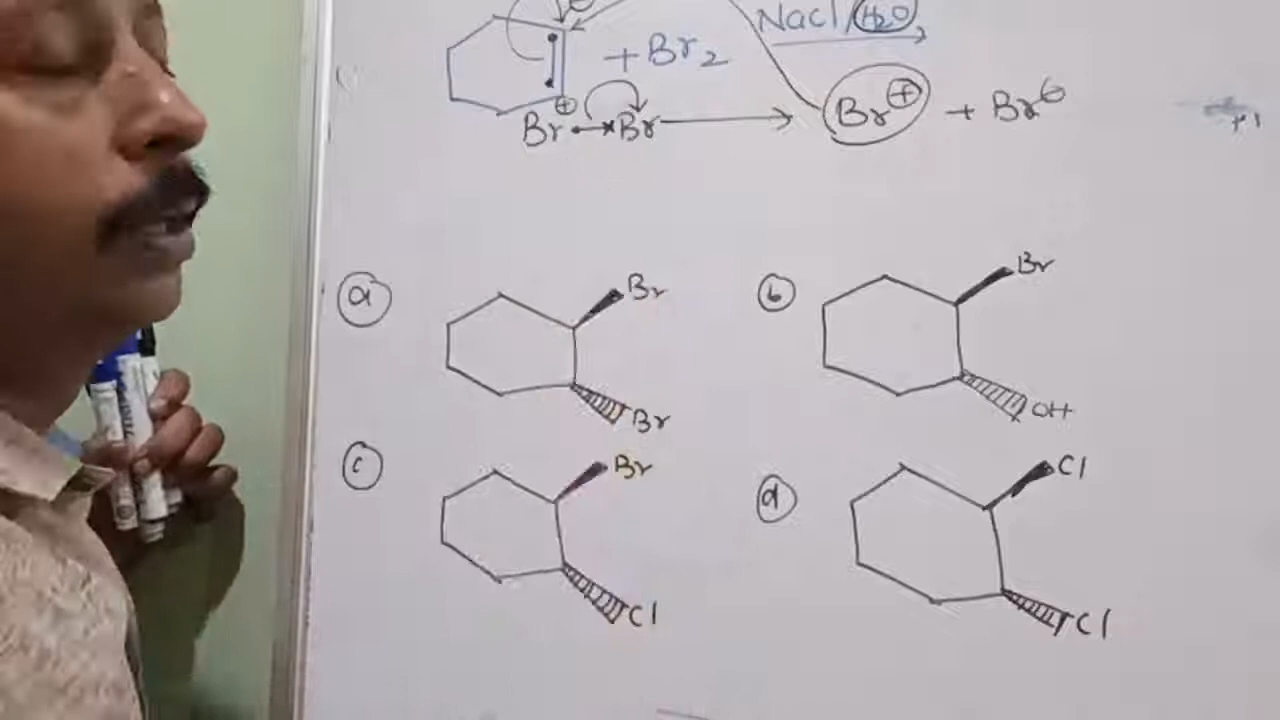 NaCl/H₂O
+ Br₂
Br Br → Br⊕ + Br⊖
(a) Br Br
(b) Br OH
(c) Br Cl
(d) Cl Cl